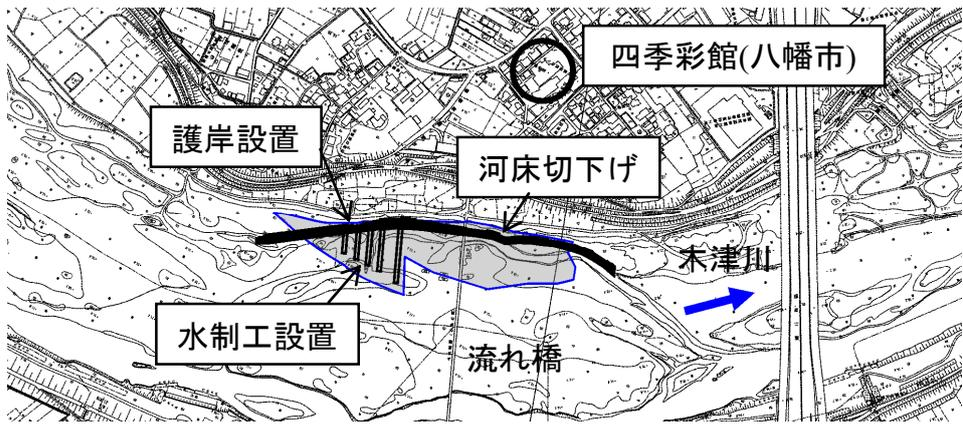 四季彩館(八幡市)
護岸設置
河床切下げ
木津川
水制工設置
流れ橋